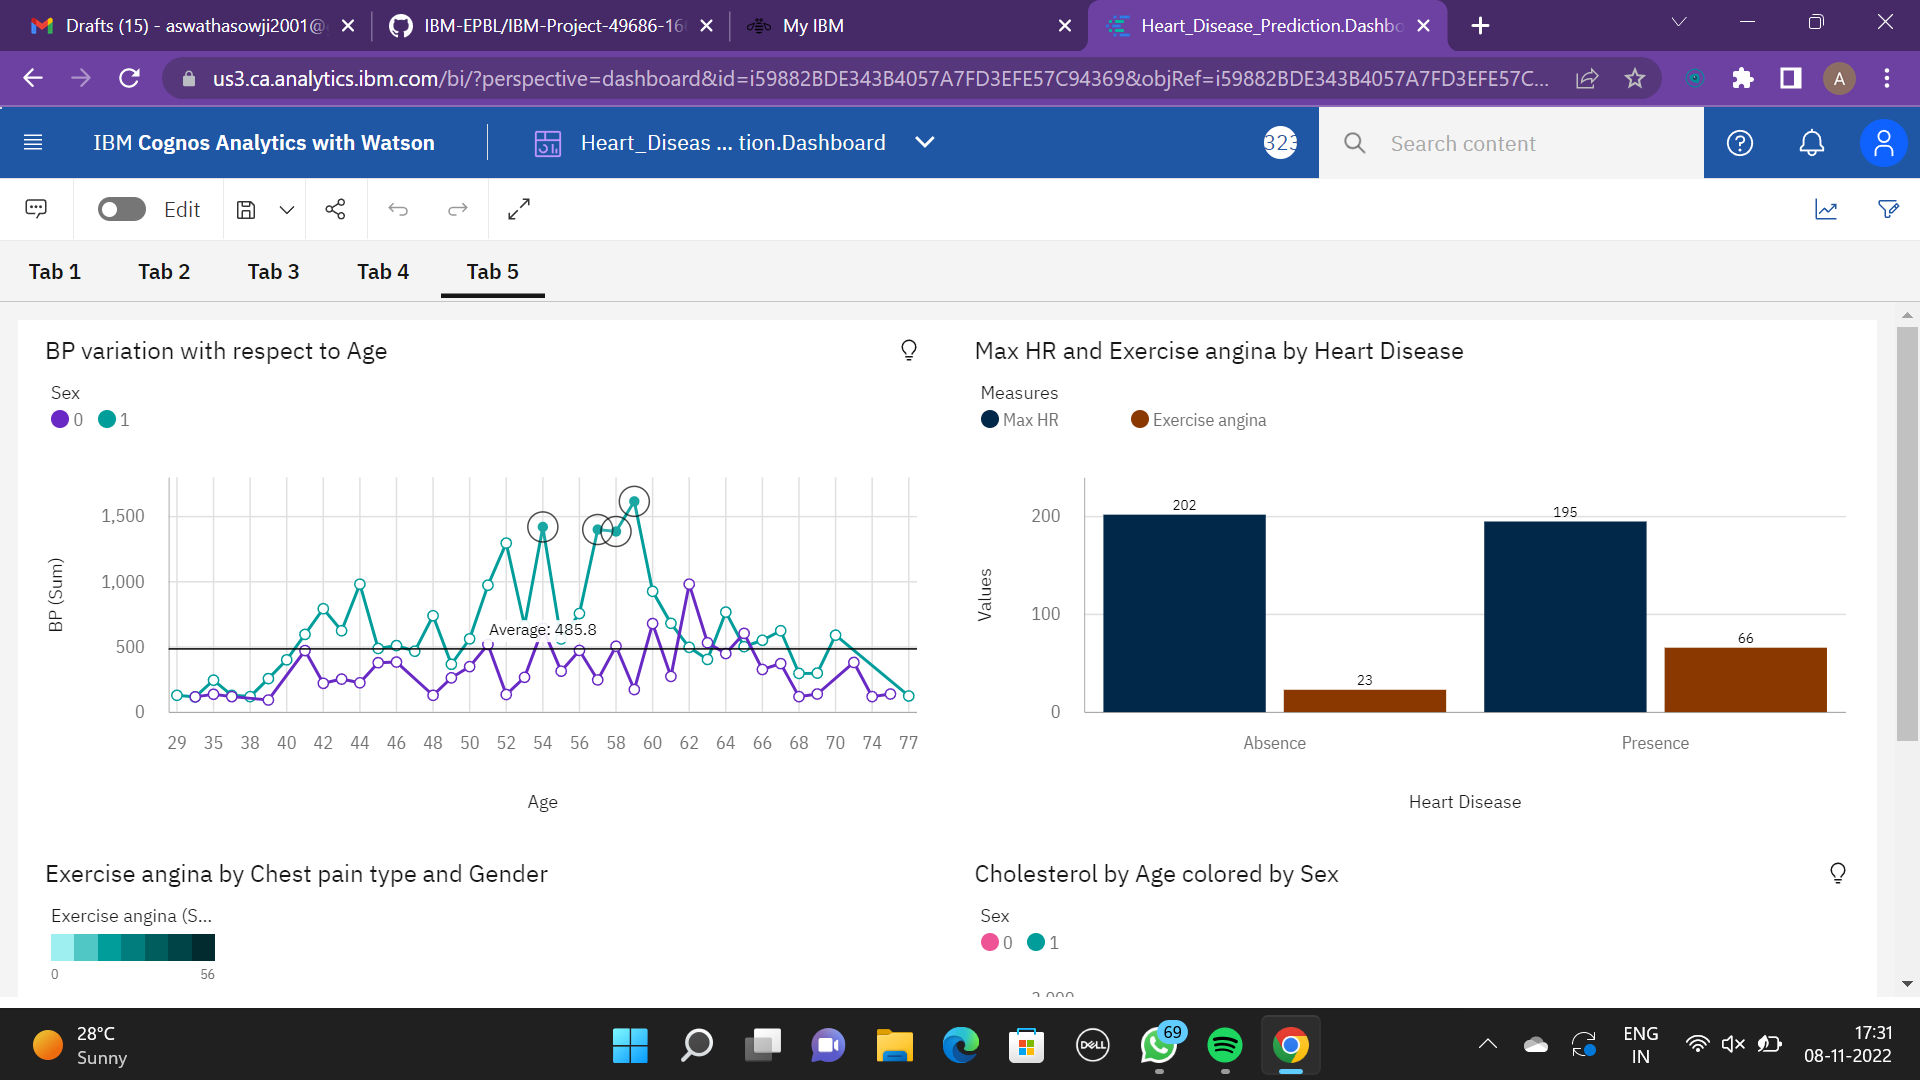 Drafts (15) - aswathasowji2001@
IBM-EPBL/IBM-Project-49686-16
My IBM
Heart_Disease_Prediction.Dashbo
us3.ca.analytics.ibm.com/bi/?perspective=dashboard&id=i59882BDE343B4057A7FD3EFE57C94369&objRef=i59882BDE343B4057A7FD3EFE57C...
A
IBM Cognos Analytics with Watson
Heart_Diseas ... tion.Dashboard
323
Search content
Edit
Tab 1 Tab 2 Tab 3 Tab 4 Tab 5
BP variation with respect to Age
Sex
0 1
BP (Sum)
1,500
1,000
500
0
Average: 485.8
29 35 38 40 42 44 46 48 50 52 54 56 58 60 62 64 66 68 70 74 77
Age
Max HR and Exercise angina by Heart Disease
Measures
Max HR Exercise angina
Values
200
100
0
202
23
195
66
Absence Presence
Heart Disease
Exercise angina by Chest pain type and Gender
Exercise angina (S...
0 56
Cholesterol by Age colored by Sex
Sex
0 1
2,000
28°C
Sunny
DELL
69
ENG
IN
17:31
08-11-2022